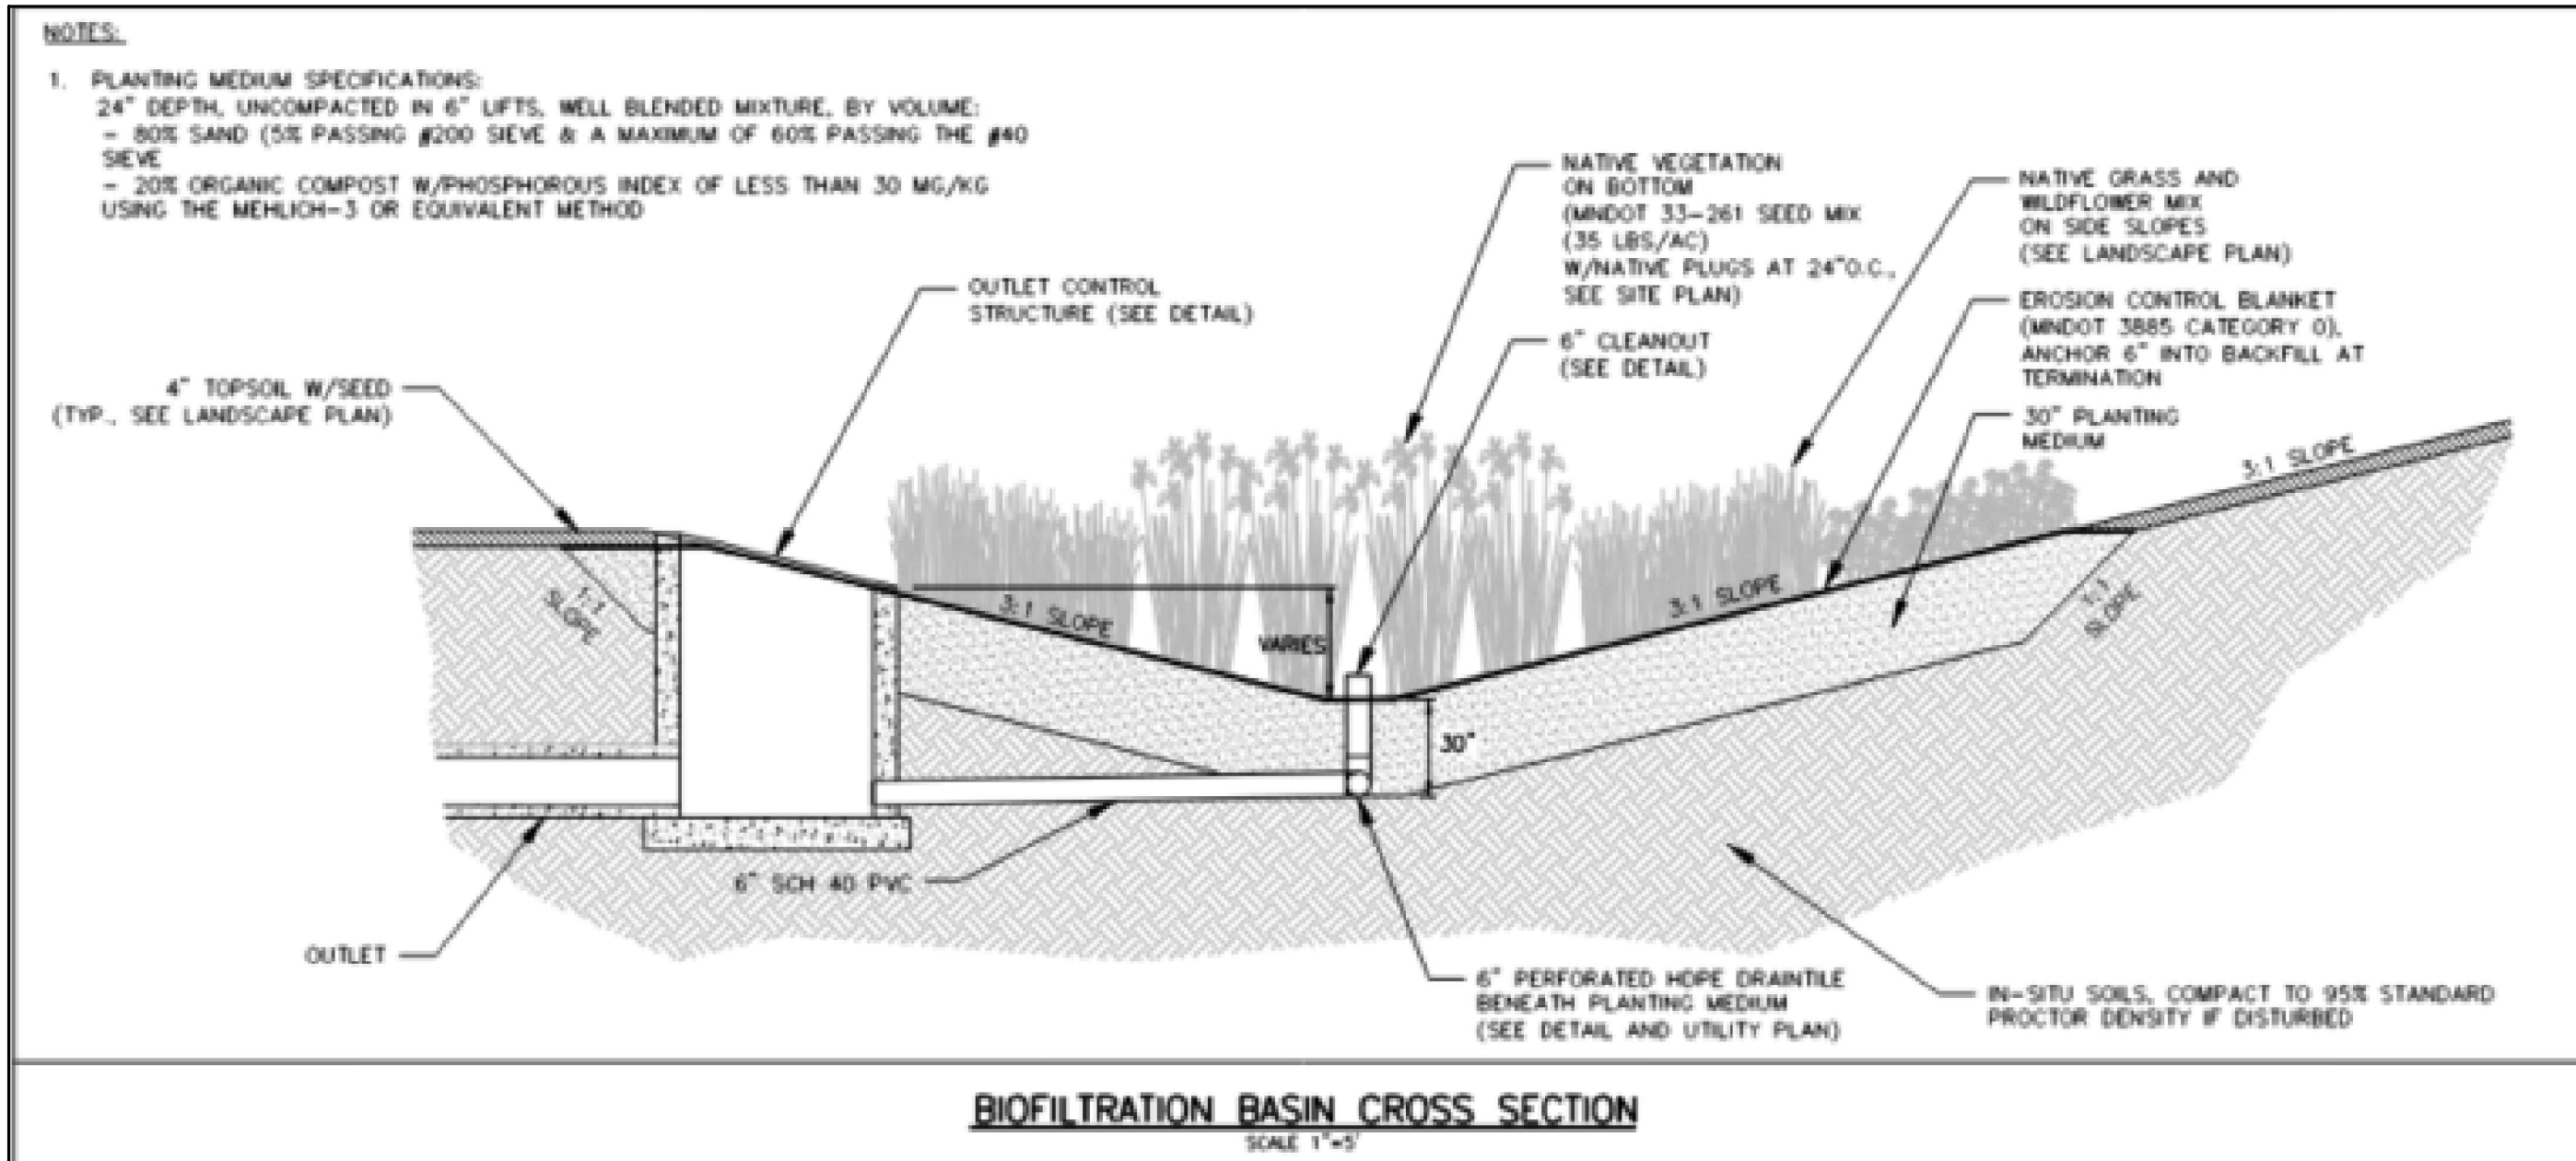 NOTES:
1. PLANTING MEDIUM SPECIFICATIONS:
24" DEPTH, UNCOMPACTED IN 6" LIFTS, WELL BLENDED MIXTURE, BY VOLUME:
- 80% SAND (5% PASSING #200 SIEVE & A MAXIMUM OF 60% PASSING THE #40
SIEVE
- 20% ORGANIC COMPOST W/PHOSPHOROUS INDEX OF LESS THAN 30 MG/KG
USING THE MEHLICH-3 OR EQUIVALENT METHOD
NATIVE VEGETATION
ON BOTTOM
(MNDOT 33-261 SEED MIX
(35 LBS/AC)
W/NATIVE PLUGS AT 24"O.C.,
SEE SITE PLAN)
NATIVE GRASS AND
WILDFLOWER MIX
ON SIDE SLOPES
(SEE LANDSCAPE PLAN)
OUTLET CONTROL
STRUCTURE (SEE DETAIL)
EROSION CONTROL BLANKET
(MNDOT 3885 CATEGORY 0),
ANCHOR 6" INTO BACKFILL AT
TERMINATION
6" CLEANOUT
(SEE DETAIL)
4" TOPSOIL W/SEED
(TYP., SEE LANDSCAPE PLAN)
30" PLANTING
MEDIUM
3:1 SLOPE
1:1
SLOPE
3:1 SLOPE
VARIES
3:1 SLOPE
1:1
SLOPE
30"
6" SCH 40 PVC
OUTLET
6" PERFORATED HDPE DRAINTILE
BENEATH PLANTING MEDIUM
(SEE DETAIL AND UTILITY PLAN)
IN-SITU SOILS, COMPACT TO 95% STANDARD
PROCTOR DENSITY IF DISTURBED
BIOFILTRATION BASIN CROSS SECTION
SCALE 1"=5'